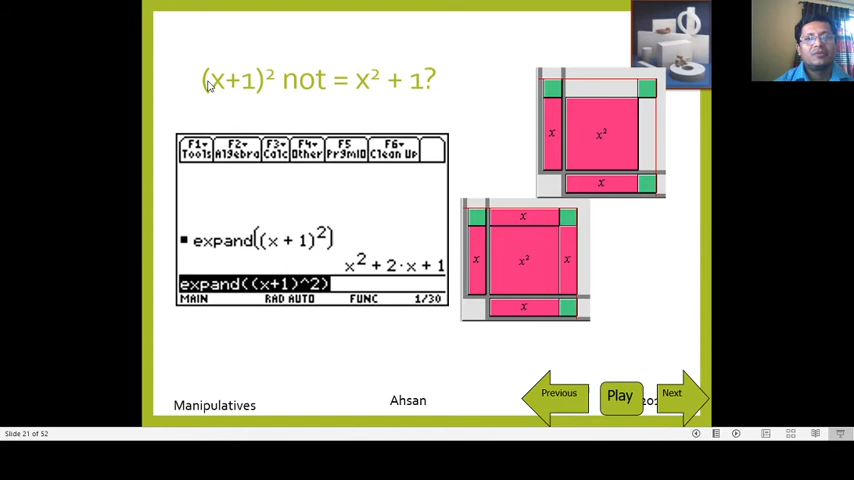 (x+1)² not = x² + 1?
F1▾ F2▾ F3▾ F4▾ F5 F6▾
Tools Algebra Calc Other PrgmIO Clean Up
x²
x
x
▪ expand((x + 1)²)
x² + 2·x + 1
expand((x+1)^2)
MAIN RAD AUTO FUNC 1/30
x
x
x²
x
x
Previous
Play
Next
Manipulatives
Ahsan
Slide 21 of 52